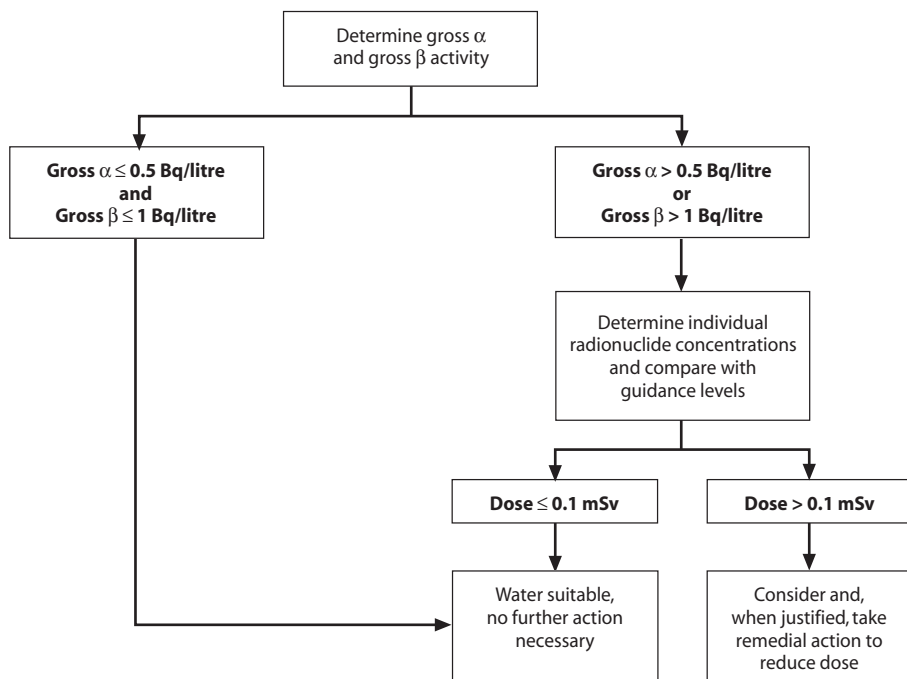 Determine gross α
and gross β activity
Gross α ≤ 0.5 Bq/litre
and
Gross β ≤ 1 Bq/litre
Gross α > 0.5 Bq/litre
or
Gross β > 1 Bq/litre
Determine individual
radionuclide concentrations
and compare with
guidance levels
Dose ≤ 0.1 mSv
Dose > 0.1 mSv
Water suitable,
no further action
necessary
Consider and,
when justified, take
remedial action to
reduce dose